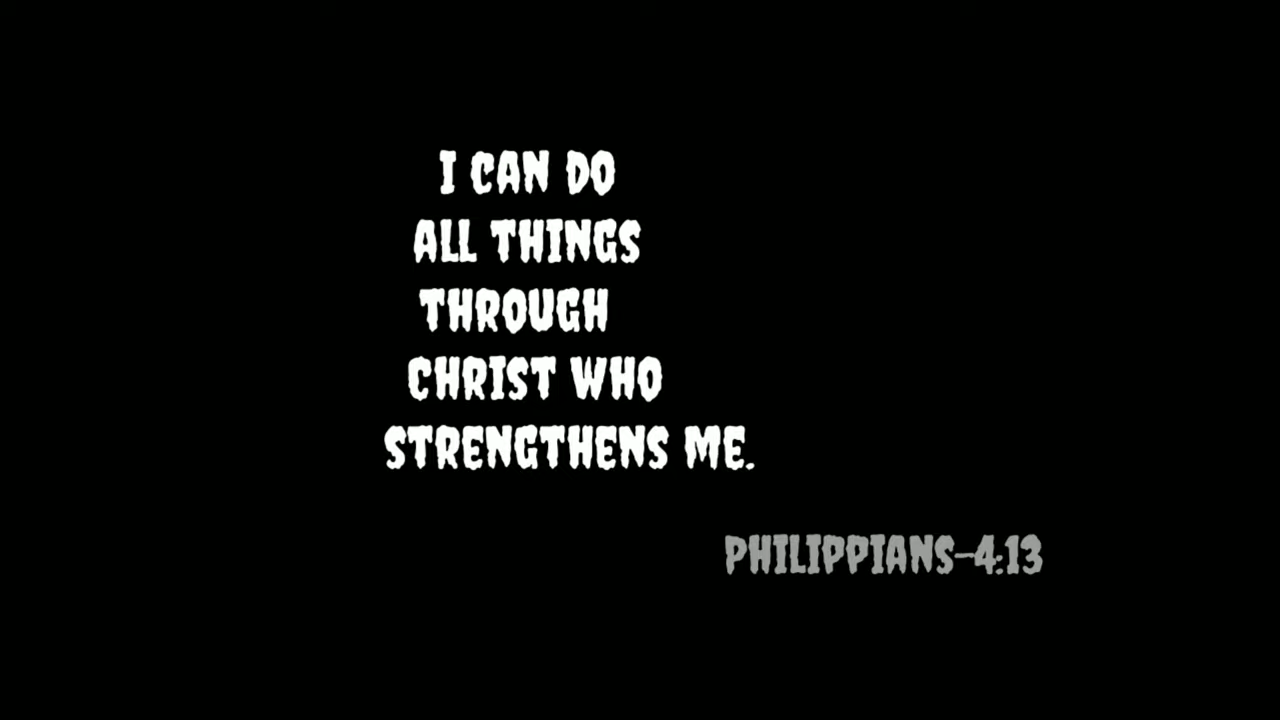 I CAN DO
ALL THINGS
THROUGH
CHRIST WHO
STRENGTHENS ME.
PHILIPPIANS-4:13